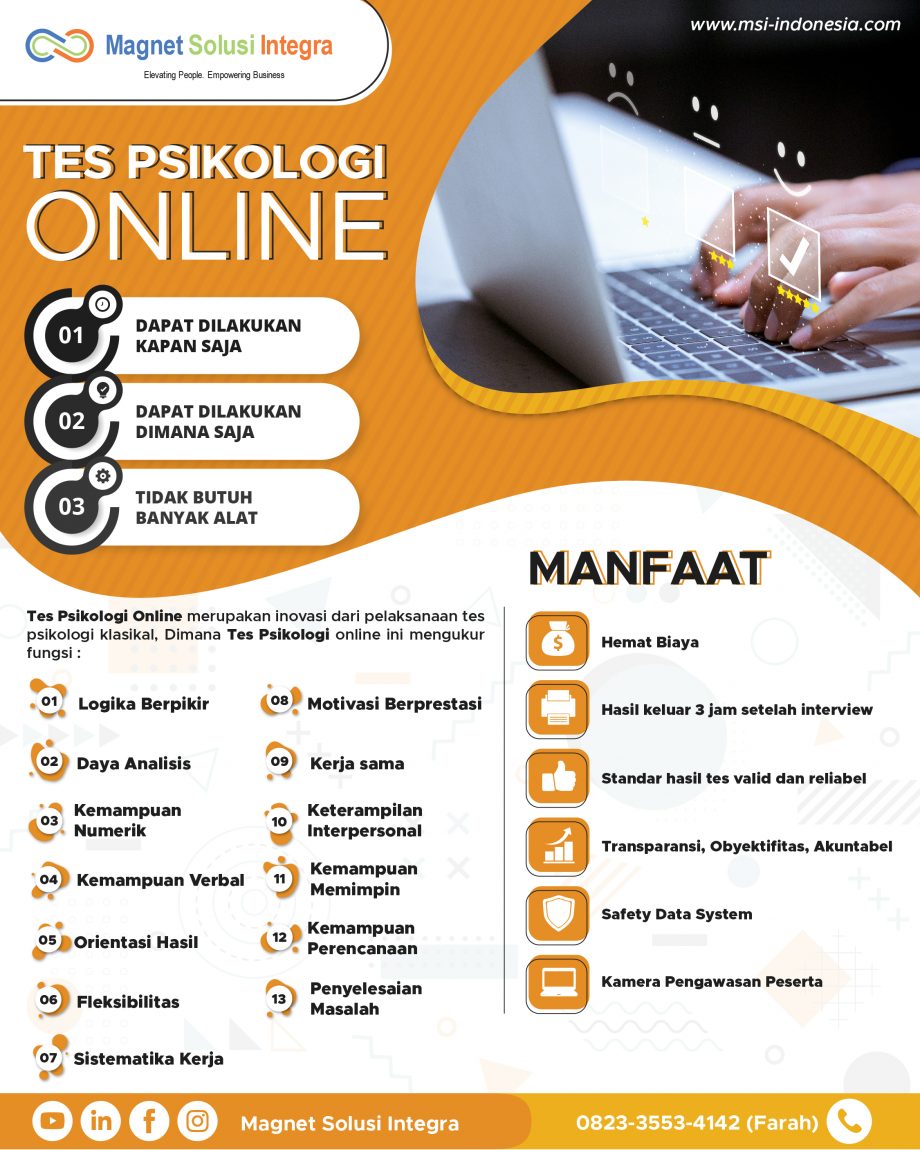 Magnet Solusi Integra
Elevating People. Empowering Business
www.msi-indonesia.com
TES PSIKOLOGI
ONLINE
01
DAPAT DILAKUKAN
KAPAN SAJA
02
DAPAT DILAKUKAN
DIMANA SAJA
03
TIDAK BUTUH
BANYAK ALAT
Tes Psikologi Online merupakan inovasi dari pelaksanaan tes
psikologi klasikal, Dimana Tes Psikologi online ini mengukur
fungsi :
01 Logika Berpikir
02 Daya Analisis
03 Kemampuan
Numerik
04 Kemampuan Verbal
05 Orientasi Hasil
06 Fleksibilitas
07 Sistematika Kerja
08 Motivasi Berprestasi
09 Kerja sama
10 Keterampilan
Interpersonal
11 Kemampuan
Memimpin
12 Kemampuan
Perencanaan
13 Penyelesaian
Masalah
MANFAAT
$
Hemat Biaya
Hasil keluar 3 jam setelah interview
Standar hasil tes valid dan reliabel
Transparansi, Obyektifitas, Akuntabel
Safety Data System
Kamera Pengawasan Peserta
Magnet Solusi Integra
0823-3553-4142 (Farah)